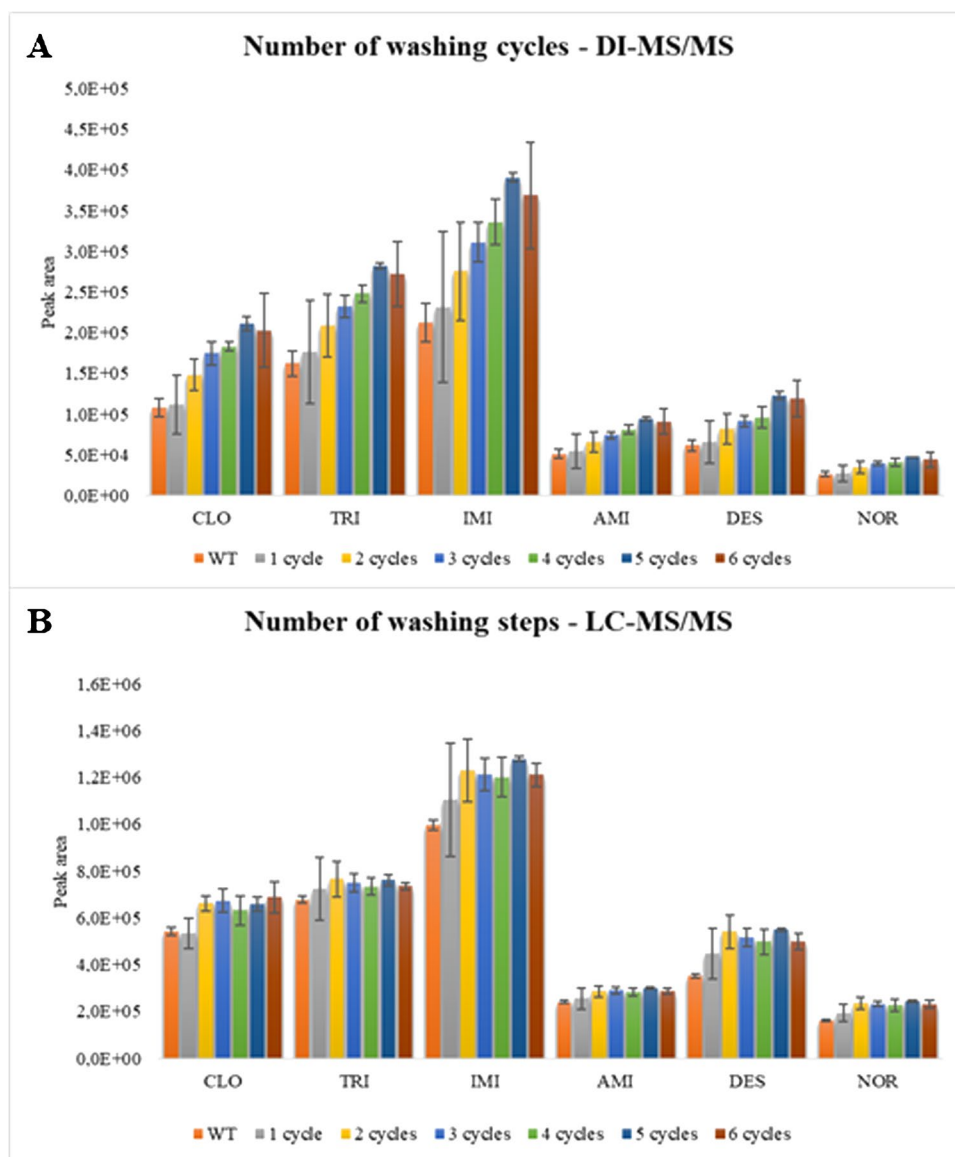 A
Number of washing cycles - DI-MS/MS
5,0E+05
4,5E+05
4,0E+05
3,5E+05
3,0E+05
2,5E+05
2,0E+05
1,5E+05
1,0E+05
5,0E+04
0,0E+00
Peak area
CLO TRI IMI AMI DES NOR
WT 1 cycle 2 cycles 3 cycles 4 cycles 5 cycles 6 cycles
B
Number of washing steps - LC-MS/MS
1,6E+06
1,4E+06
1,2E+06
1,0E+06
8,0E+05
6,0E+05
4,0E+05
2,0E+05
0,0E+00
Peak area
CLO TRI IMI AMI DES NOR
WT 1 cycle 2 cycles 3 cycles 4 cycles 5 cycles 6 cycles